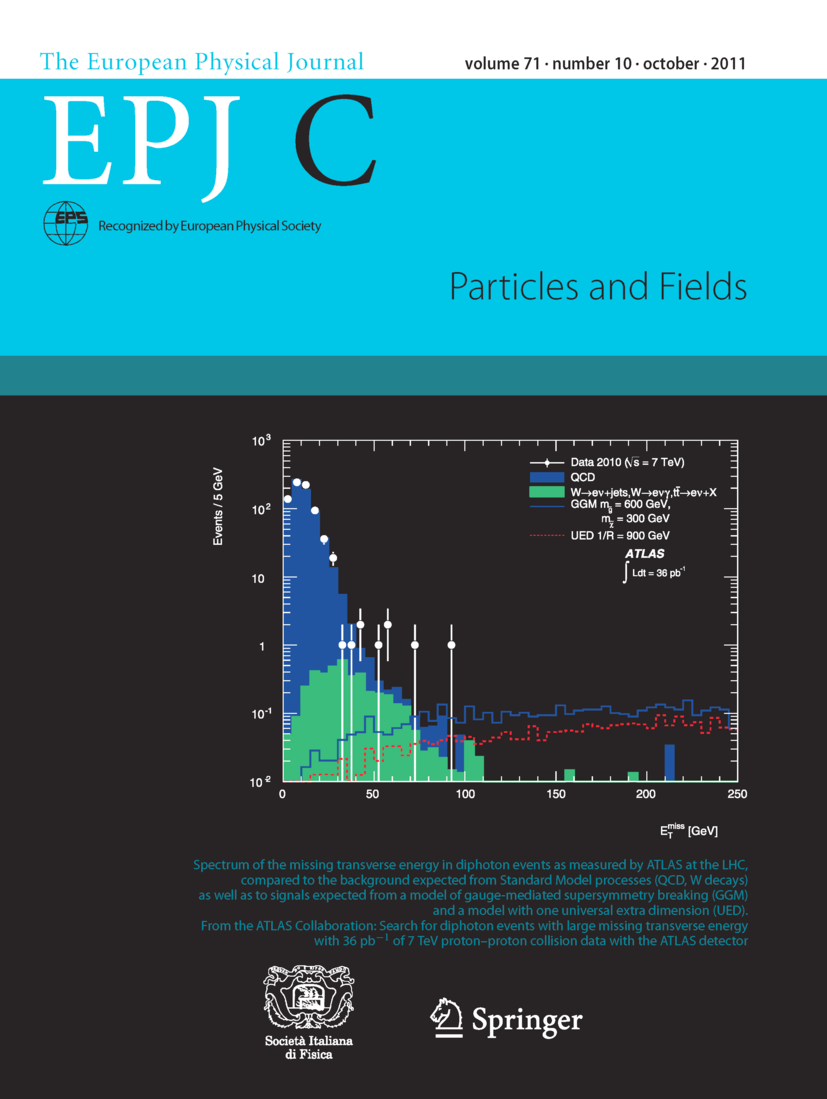 The European Physical Journal
volume 71 · number 10 · october · 2011
EPJ C
EPS
Recognized by European Physical Society
Particles and Fields
Events / 5 GeV
10³
10²
10
1
10⁻¹
10⁻²
0 50 100 150 200 250
E_T^miss [GeV]
Data 2010 (√s = 7 TeV)
QCD
W→eν+jets,W→eνγ,tt̄→eν+X
GGM m_g̃ = 600 GeV,
m_χ̃ = 300 GeV
UED 1/R = 900 GeV
ATLAS
∫ Ldt = 36 pb⁻¹
Spectrum of the missing transverse energy in diphoton events as measured by ATLAS at the LHC,
compared to the background expected from Standard Model processes (QCD, W decays)
as well as to signals expected from a model of gauge-mediated supersymmetry breaking (GGM)
and a model with one universal extra dimension (UED).
From the ATLAS Collaboration: Search for diphoton events with large missing transverse energy
with 36 pb⁻¹ of 7 TeV proton–proton collision data with the ATLAS detector
Società Italiana
di Fisica
Springer